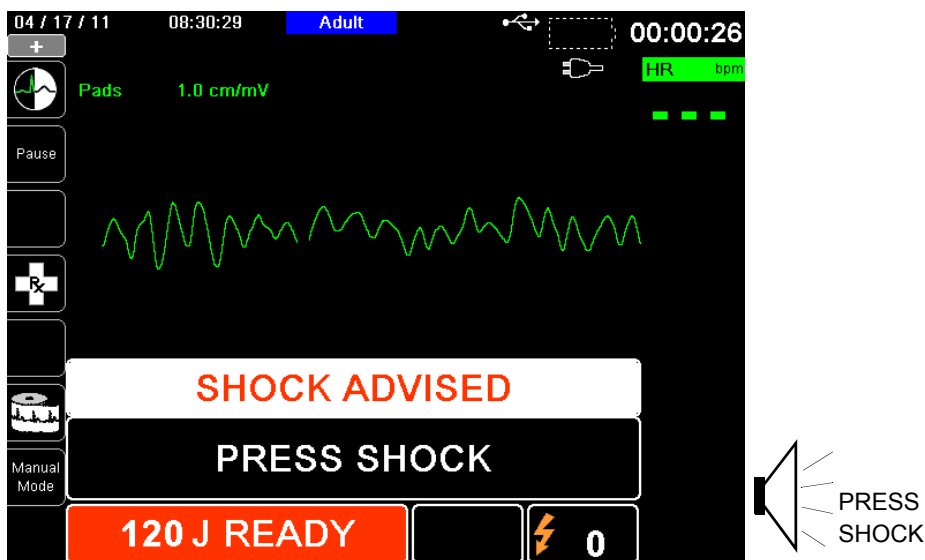 04 / 17 / 11 08:30:29 Adult 00:00:26
+
HR bpm
Pads 1.0 cm/mV
- - -
Pause
Rx
SHOCK ADVISED
PRESS SHOCK
Manual
Mode
120 J READY 0
PRESS
SHOCK